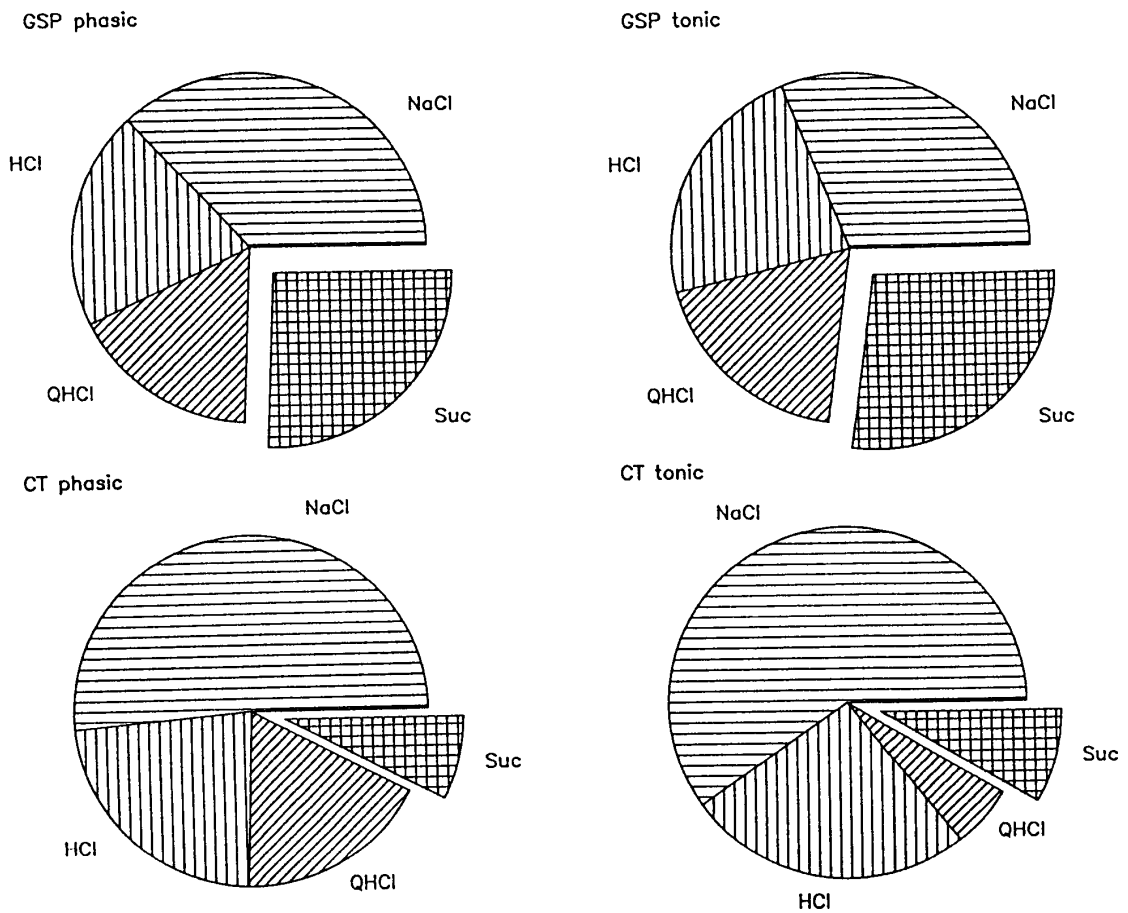 GSP phasic
NaCl
HCl
QHCl
Suc
GSP tonic
NaCl
HCl
QHCl
Suc
CT phasic
NaCl
HCl
QHCl
Suc
CT tonic
NaCl
HCl
QHCl
Suc